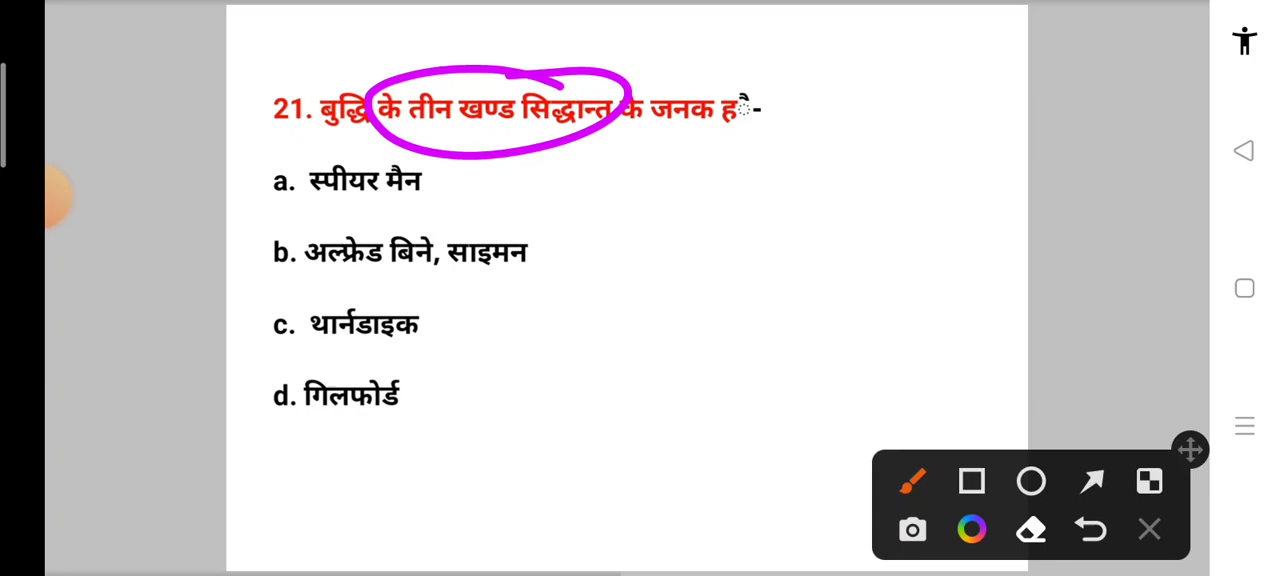 21. बुद्धि के तीन खण्ड सिद्धान्त के जनक है-
a. स्पीयर मैन
b. अल्फ्रेड बिने, साइमन
c. थार्नडाइक
d. गिलफोर्ड